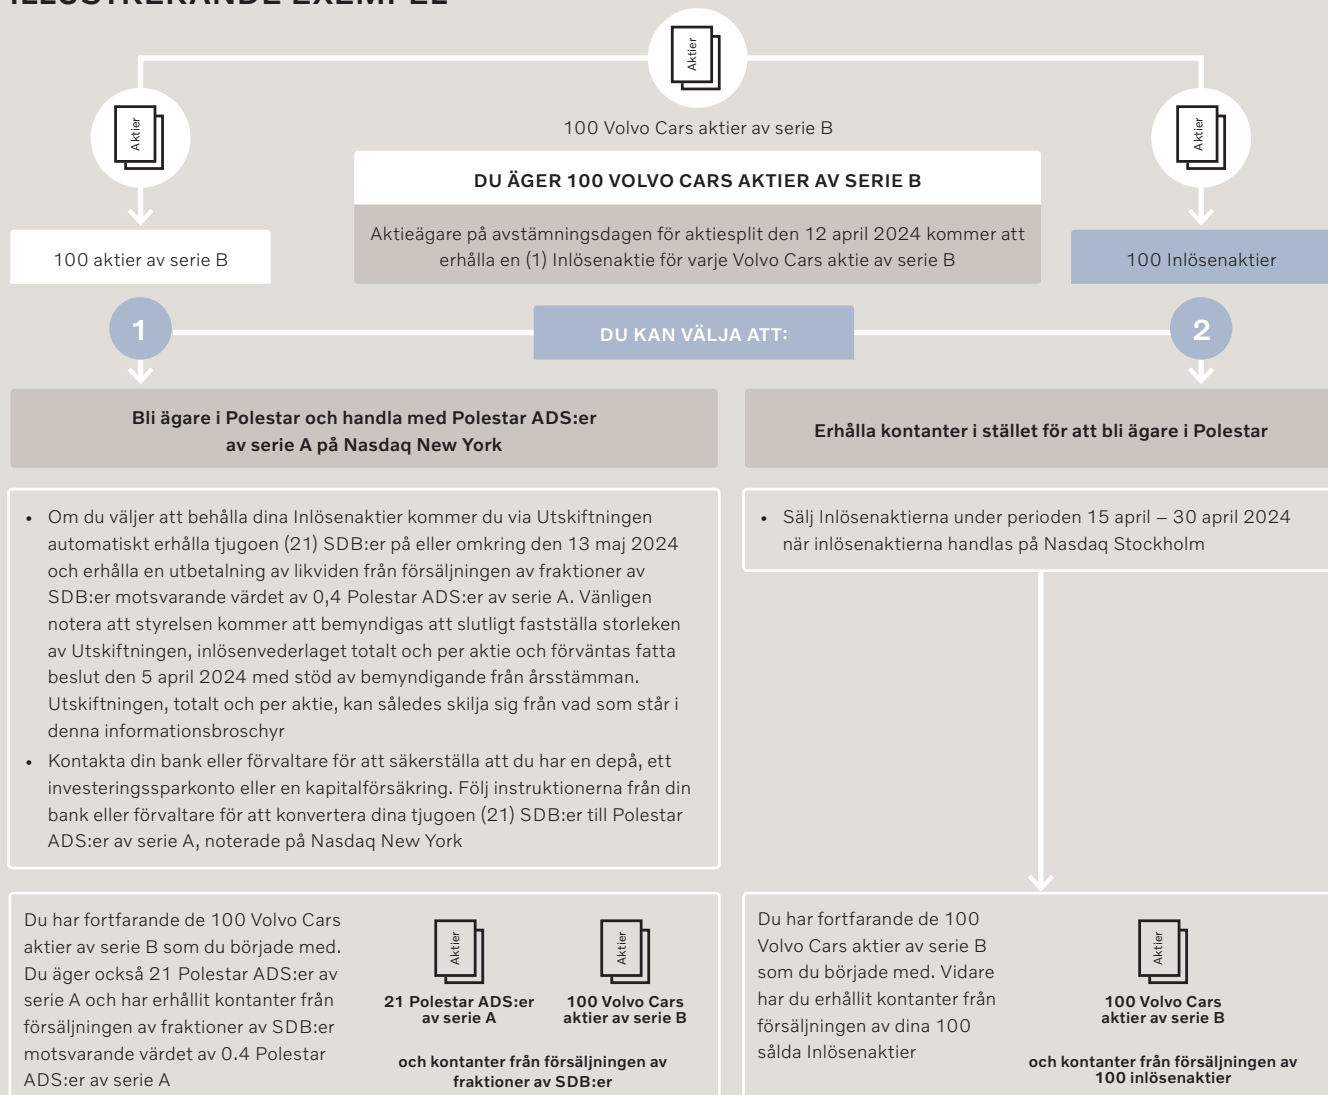 ILLUSTRERANDE EXEMPEL
Aktier
Aktier
Aktier
100 Volvo Cars aktier av serie B
DU ÄGER 100 VOLVO CARS AKTIER AV SERIE B
Aktieägare på avstämningsdagen för aktiesplit den 12 april 2024 kommer att
erhålla en (1) Inlösenaktie för varje Volvo Cars aktie av serie B
100 aktier av serie B
100 Inlösenaktier
1
DU KAN VÄLJA ATT:
2
Bli ägare i Polestar och handla med Polestar ADS:er
av serie A på Nasdaq New York
Erhålla kontanter i stället för att bli ägare i Polestar
• Om du väljer att behålla dina Inlösenaktier kommer du via Utskiftningen
automatiskt erhålla tjugoen (21) SDB:er på eller omkring den 13 maj 2024
och erhålla en utbetalning av likviden från försäljningen av fraktioner av
SDB:er motsvarande värdet av 0,4 Polestar ADS:er av serie A. Vänligen
notera att styrelsen kommer att bemyndigas att slutligt fastställa storleken
av Utskiftningen, inlösenvederlaget totalt och per aktie och förväntas fatta
beslut den 5 april 2024 med stöd av bemyndigande från årsstämman.
Utskiftningen, totalt och per aktie, kan således skilja sig från vad som står i
denna informationsbroschyr
• Kontakta din bank eller förvaltare för att säkerställa att du har en depå, ett
investeringssparkonto eller en kapitalförsäkring. Följ instruktionerna från din
bank eller förvaltare för att konvertera dina tjugoen (21) SDB:er till Polestar
ADS:er av serie A, noterade på Nasdaq New York
• Sälj Inlösenaktierna under perioden 15 april – 30 april 2024
när inlösenaktierna handlas på Nasdaq Stockholm
Du har fortfarande de 100 Volvo Cars
aktier av serie B som du började med.
Du äger också 21 Polestar ADS:er av
serie A och har erhållit kontanter från
försäljningen av fraktioner av SDB:er
motsvarande värdet av 0.4 Polestar
ADS:er av serie A
Aktier
21 Polestar ADS:er
av serie A
Aktier
100 Volvo Cars
aktier av serie B
och kontanter från försäljningen av
fraktioner av SDB:er
Du har fortfarande de 100
Volvo Cars aktier av serie B
som du började med. Vidare
har du erhållit kontanter från
försäljningen av dina 100
sålda Inlösenaktier
Aktier
100 Volvo Cars
aktier av serie B
och kontanter från försäljningen av
100 inlösenaktier